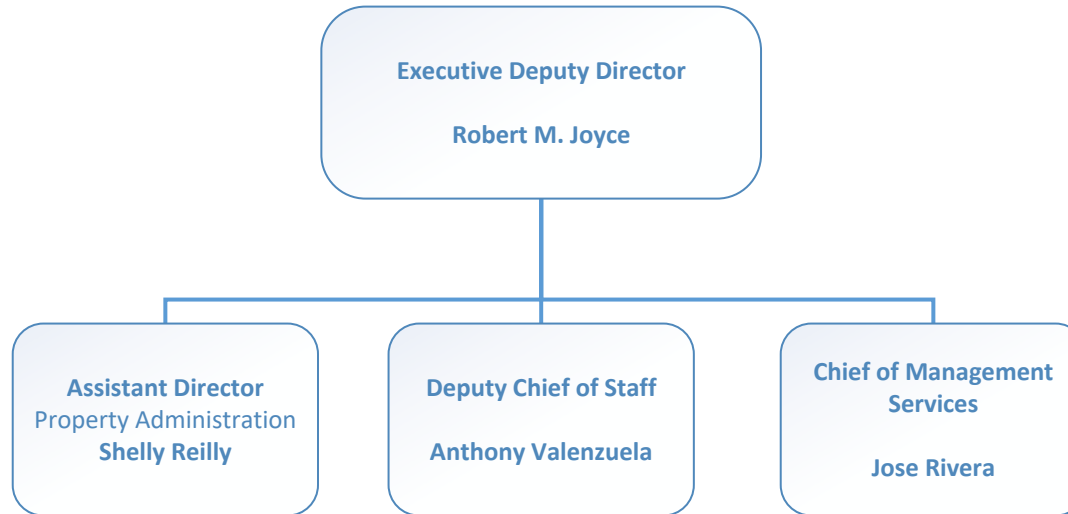 Executive Deputy Director
Robert M. Joyce
Assistant Director
Property Administration
Shelly Reilly
Deputy Chief of Staff
Anthony Valenzuela
Chief of Management
Services
Jose Rivera